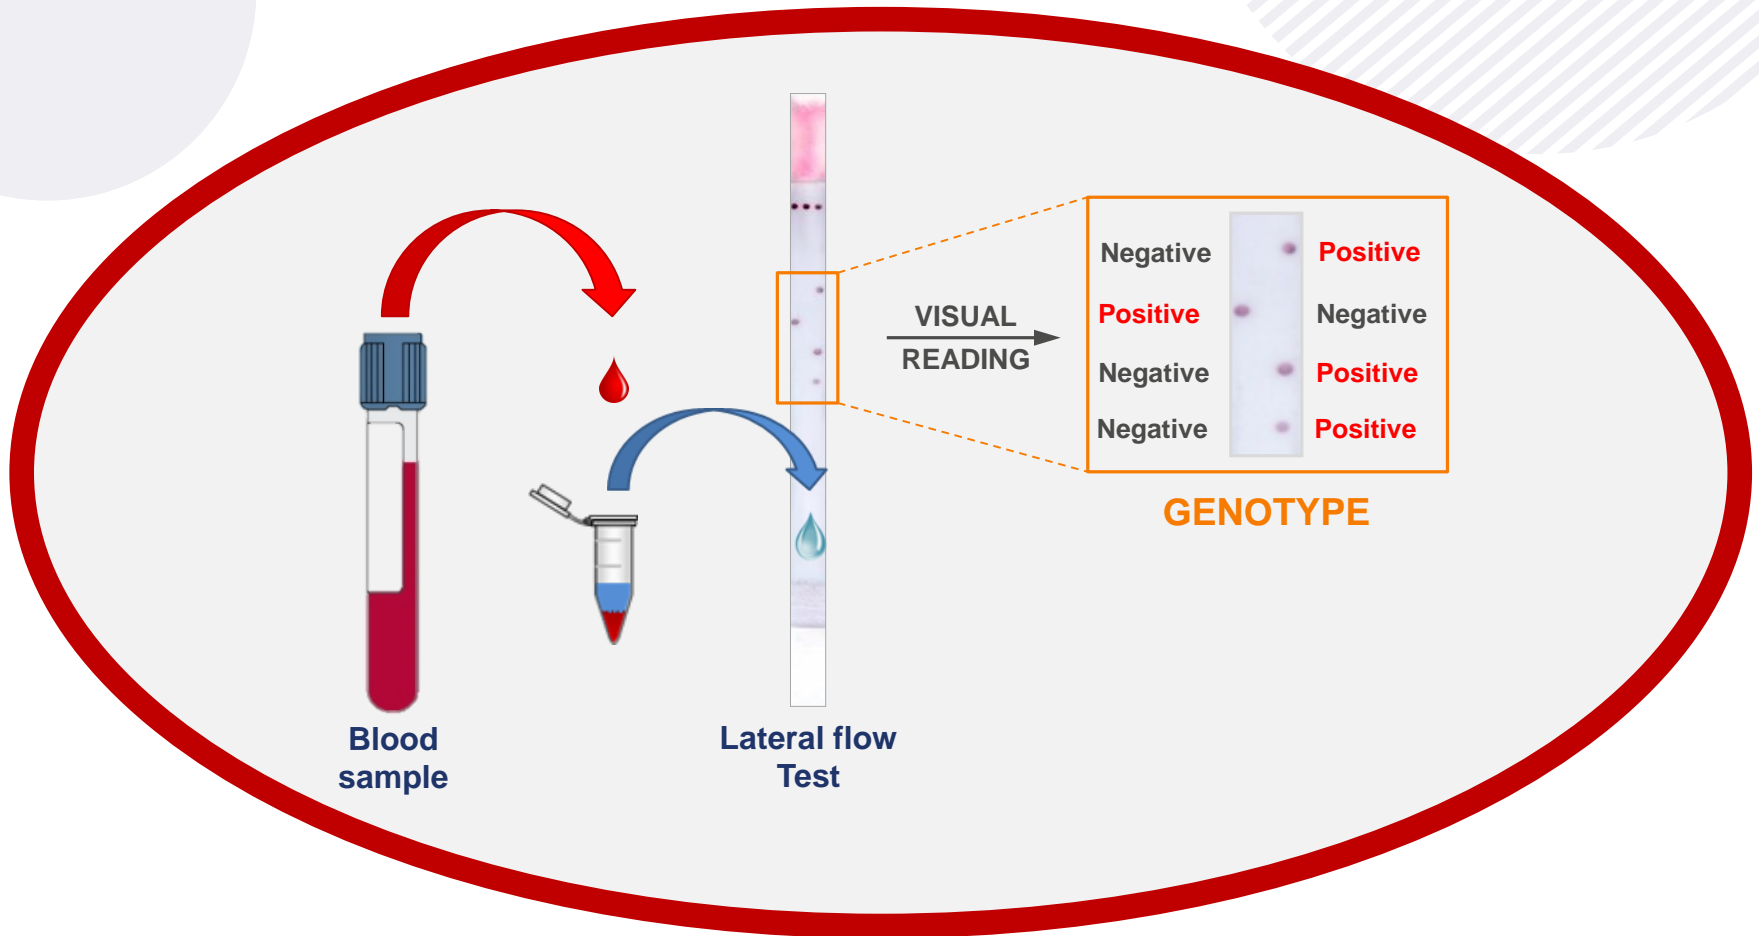 Negative Positive
Positive Negative
Negative Positive
Negative Positive
VISUAL
READING
GENOTYPE
Blood
sample
Lateral flow
Test